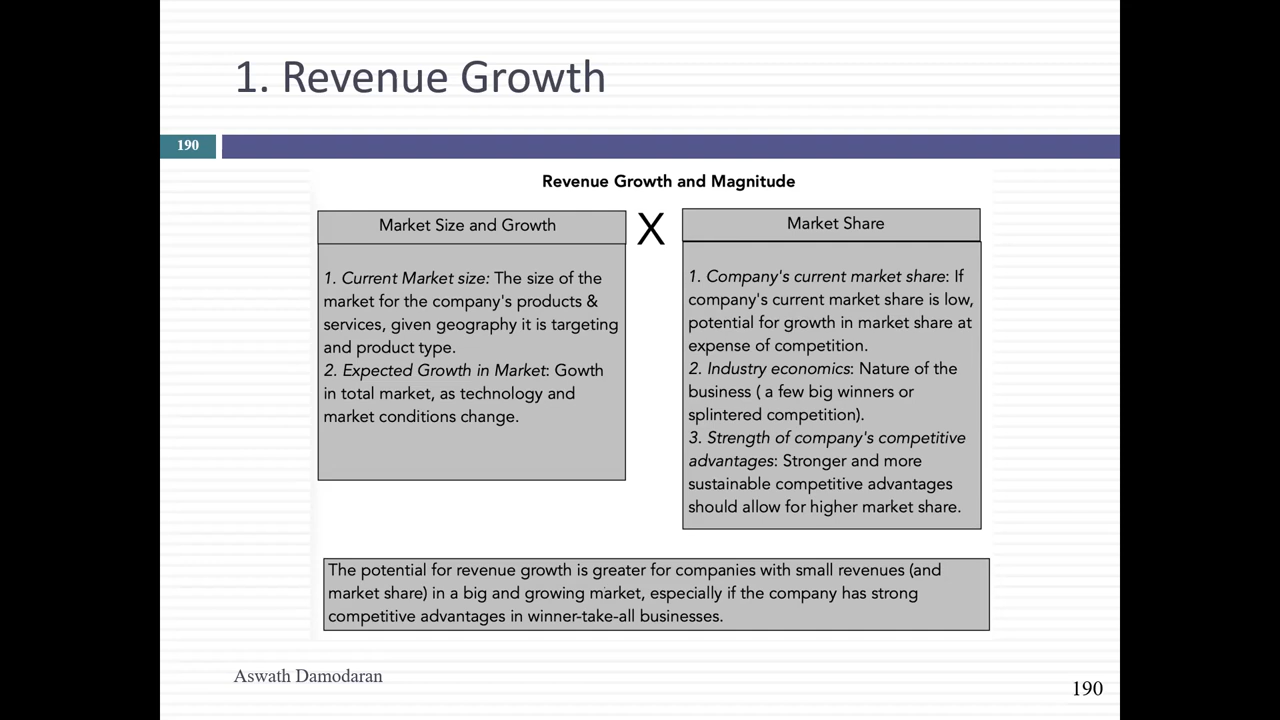 1. Revenue Growth
190
Revenue Growth and Magnitude
Market Size and Growth
1. Current Market size: The size of the
market for the company's products &
services, given geography it is targeting
and product type.
2. Expected Growth in Market: Gowth
in total market, as technology and
market conditions change.
X
Market Share
1. Company's current market share: If
company's current market share is low,
potential for growth in market share at
expense of competition.
2. Industry economics: Nature of the
business ( a few big winners or
splintered competition).
3. Strength of company's competitive
advantages: Stronger and more
sustainable competitive advantages
should allow for higher market share.
The potential for revenue growth is greater for companies with small revenues (and
market share) in a big and growing market, especially if the company has strong
competitive advantages in winner-take-all businesses.
Aswath Damodaran
190